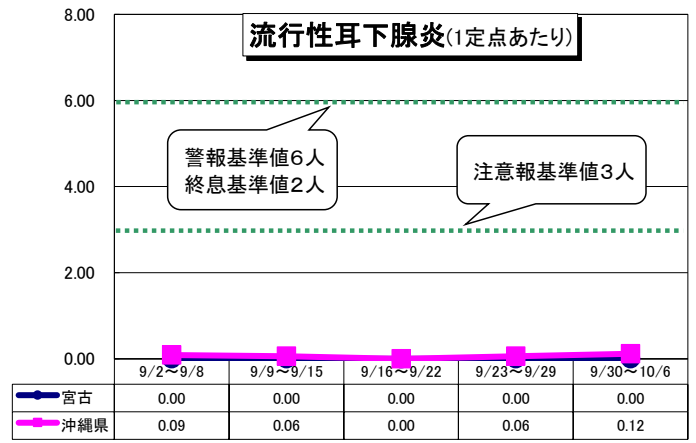 流行性耳下腺炎(1定点あたり)
8.00
6.00
警報基準値6人
終息基準値2人
注意報基準値3人
4.00
2.00
0.00
9/2～9/8 9/9～9/15 9/16～9/22 9/23～9/29 9/30～10/6
宮古 0.00 0.00 0.00 0.00 0.00
沖縄県 0.09 0.06 0.00 0.06 0.12